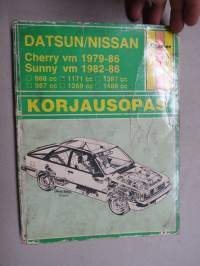 DATSUN/NISSAN
Cherry vm 1979-86
Sunny vm 1982-86
988 cc 1171 cc 1397 cc
987 cc 1269 cc 1488 cc
KORJAUSOPAS